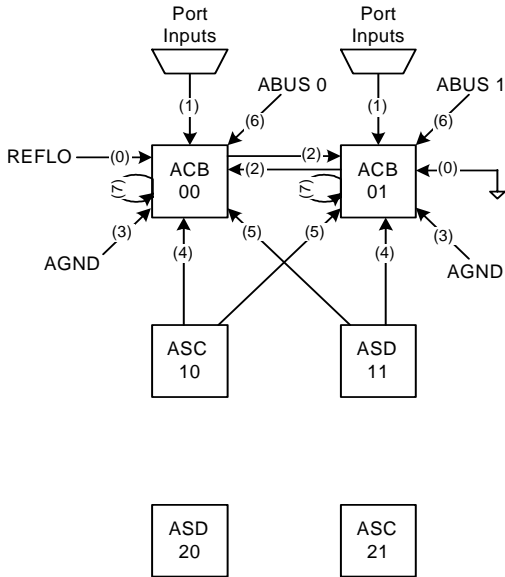 Port
Inputs
Port
Inputs
(1)
ABUS 0
(1)
ABUS 1
(6)
(6)
REFLO
(0)
ACB
00
(2)
(2)
ACB
01
(0)
(7)
(7)
(3)
AGND
(4)
(5)
(5)
(4)
(3)
AGND
ASC
10
ASD
11
ASD
20
ASC
21